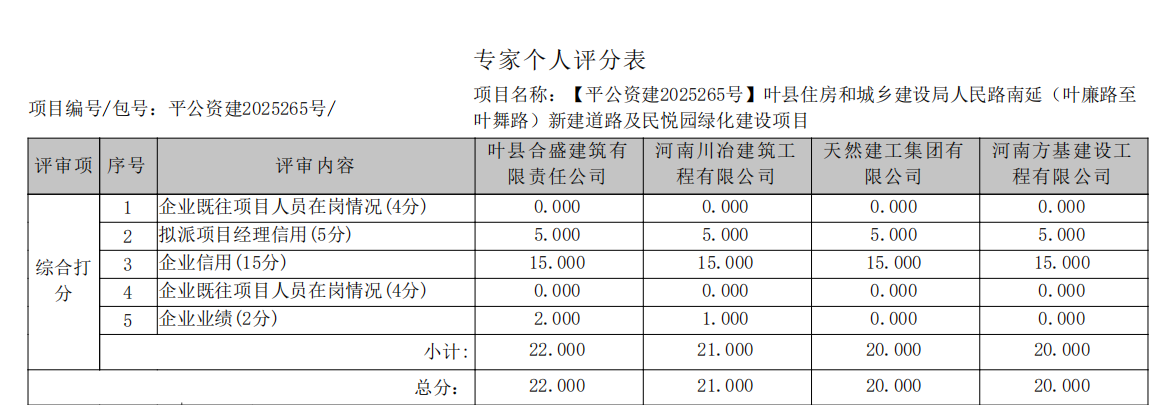 专家个人评分表
项目编号/包号：平公资建2025265号/
项目名称：【平公资建2025265号】叶县住房和城乡建设局人民路南延（叶廉路至
叶舞路）新建道路及民悦园绿化建设项目
评审项 序号 评审内容 叶县合盛建筑有限责任公司 河南川冶建筑工程有限公司 天然建工集团有限公司 河南方基建设工程有限公司
综合打分
1 企业既往项目人员在岗情况(4分) 0.000 0.000 0.000 0.000
2 拟派项目经理信用(5分) 5.000 5.000 5.000 5.000
3 企业信用(15分) 15.000 15.000 15.000 15.000
4 企业既往项目人员在岗情况(4分) 0.000 0.000 0.000 0.000
5 企业业绩(2分) 2.000 1.000 0.000 0.000
小计: 22.000 21.000 20.000 20.000
总分: 22.000 21.000 20.000 20.000